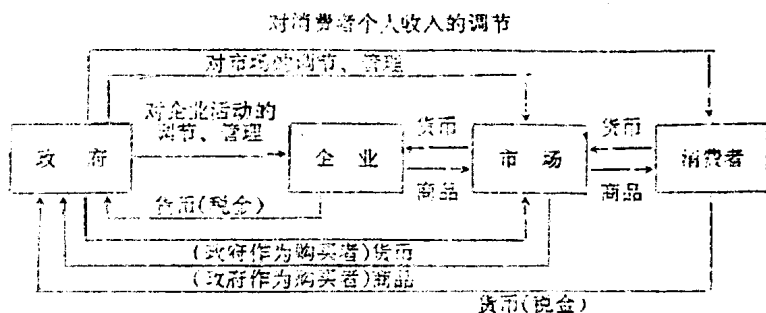 对消费者个人收入的调节
对市场的调节、管理
对企业活动的
调节、管理
货币
货币
政 府
企 业
市 场
消费者
商品
商品
货币(税金)
(政府作为购买者)货币
(政府作为购买者)商品
货币(税金)